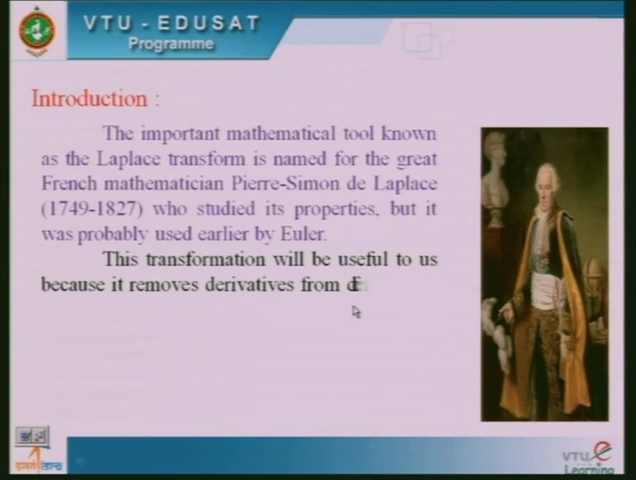 VTU - EDUSAT
Programme
Introduction :
The important mathematical tool known
as the Laplace transform is named for the great
French mathematician Pierre-Simon de Laplace
(1749-1827) who studied its properties, but it
was probably used earlier by Euler.
This transformation will be useful to us
because it removes derivatives from
VTU e
Learning